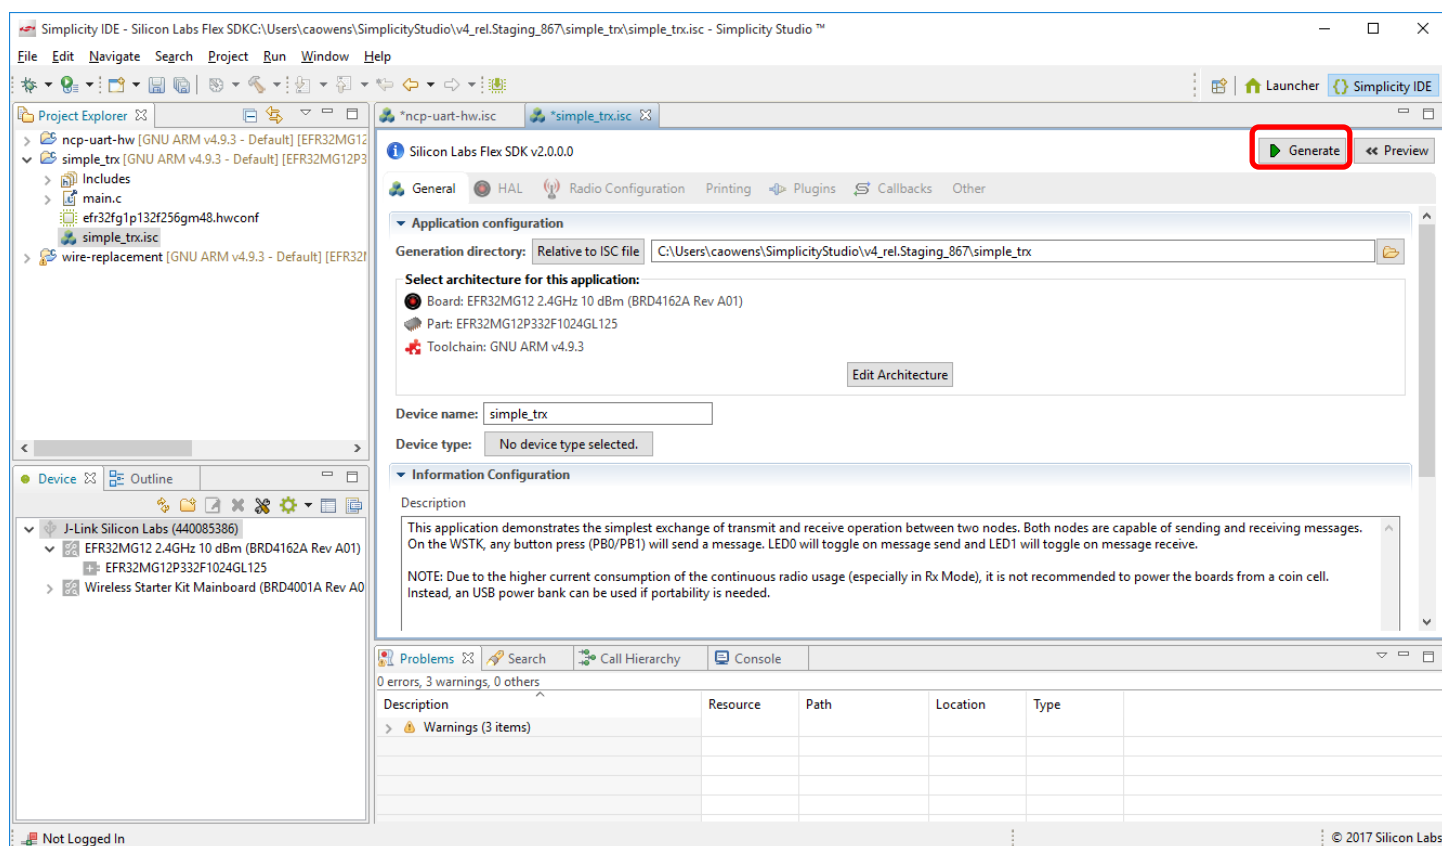 Simplicity IDE - Silicon Labs Flex SDKC:\Users\caowens\SimplicityStudio\v4_rel.Staging_867\simple_trx\simple_trx.isc - Simplicity Studio ™
File Edit Navigate Search Project Run Window Help
Launcher
{} Simplicity IDE
Project Explorer
ncp-uart-hw [GNU ARM v4.9.3 - Default] [EFR32MG12
simple_trx [GNU ARM v4.9.3 - Default] [EFR32MG12P3
Includes
main.c
efr32fg1p132f256gm48.hwconf
simple_trx.isc
wire-replacement [GNU ARM v4.9.3 - Default] [EFR32M
*ncp-uart-hw.isc
*simple_trx.isc
Silicon Labs Flex SDK v2.0.0.0
Generate
Preview
General HAL Radio Configuration Printing Plugins Callbacks Other
Application configuration
Generation directory: Relative to ISC file C:\Users\caowens\SimplicityStudio\v4_rel.Staging_867\simple_trx
Select architecture for this application:
Board: EFR32MG12 2.4GHz 10 dBm (BRD4162A Rev A01)
Part: EFR32MG12P332F1024GL125
Toolchain: GNU ARM v4.9.3
Edit Architecture
Device name: simple_trx
Device type: No device type selected.
Information Configuration
Description
This application demonstrates the simplest exchange of transmit and receive operation between two nodes. Both nodes are capable of sending and receiving messages.
On the WSTK, any button press (PB0/PB1) will send a message. LED0 will toggle on message send and LED1 will toggle on message receive.
NOTE: Due to the higher current consumption of the continuous radio usage (especially in Rx Mode), it is not recommended to power the boards from a coin cell.
Instead, an USB power bank can be used if portability is needed.
Device
Outline
J-Link Silicon Labs (440085386)
EFR32MG12 2.4GHz 10 dBm (BRD4162A Rev A01)
EFR32MG12P332F1024GL125
Wireless Starter Kit Mainboard (BRD4001A Rev A0
Problems Search Call Hierarchy Console
0 errors, 3 warnings, 0 others
Description Resource Path Location Type
Warnings (3 items)
Not Logged In
© 2017 Silicon Labs